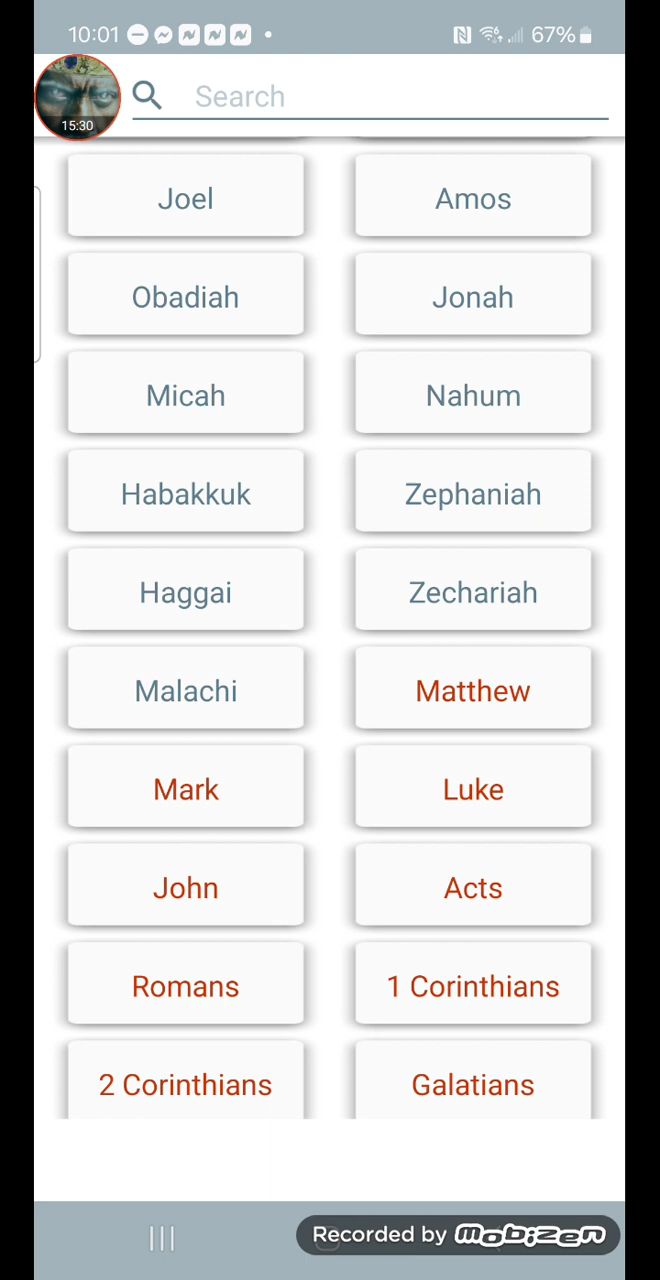 10:01 67%
15:30
Search
Joel Amos
Obadiah Jonah
Micah Nahum
Habakkuk Zephaniah
Haggai Zechariah
Malachi Matthew
Mark Luke
John Acts
Romans 1 Corinthians
2 Corinthians Galatians
Recorded by mobizen